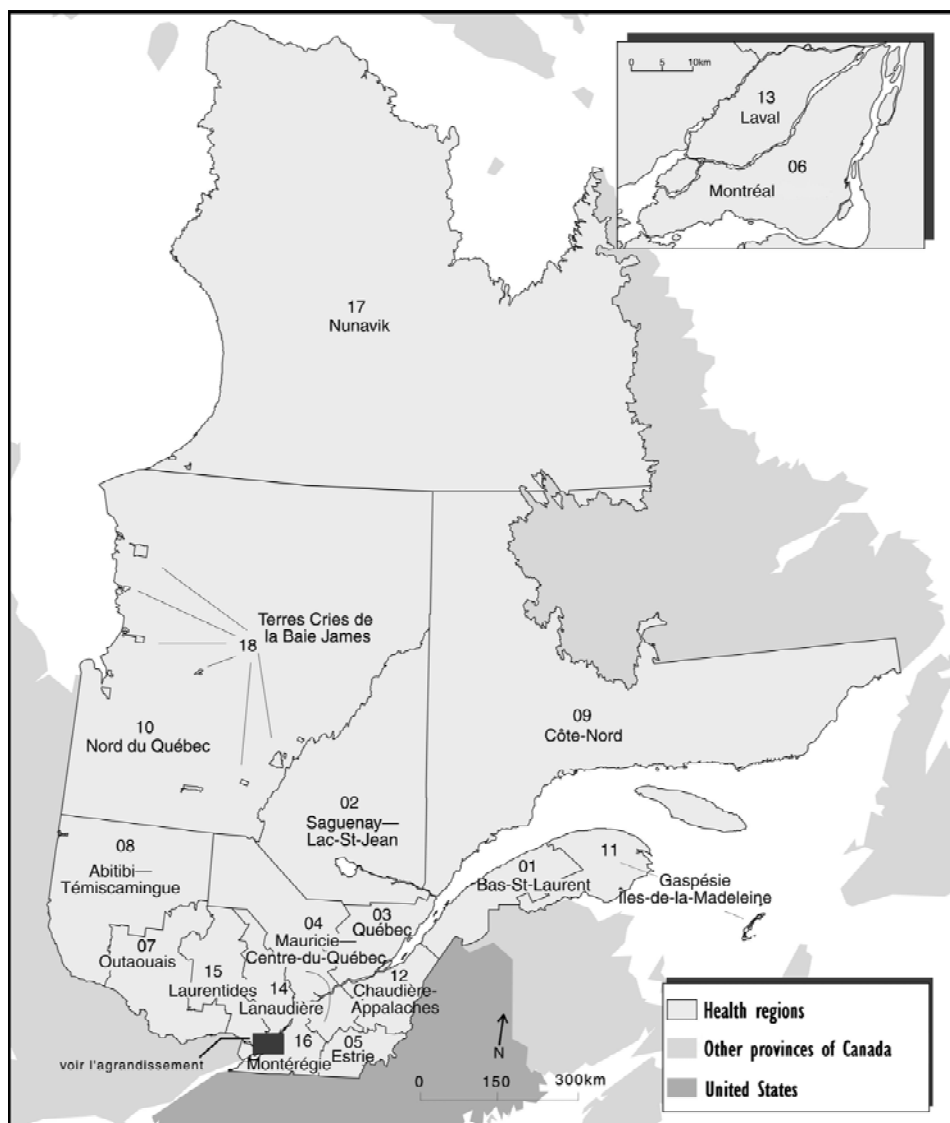 0 5 10km
13
Laval
06
Montréal
17
Nunavik
Terres Cries de
la Baie James
18
10
Nord du Québec
09
Côte-Nord
02
Saguenay—
Lac-St-Jean
08
Abitibi—
Témiscamingue
01
Bas-St-Laurent
11
Gaspésie
Îles-de-la-Madeleine
03
Québec
04
Mauricie—
Centre-du-Québec
07
Outaouais
15
Laurentides
14
Lanaudière
12
Chaudière-
Appalaches
16
Montérégie
05
Estrie
voir l'agrandissement
N
0 150 300km
Health regions
Other provinces of Canada
United States